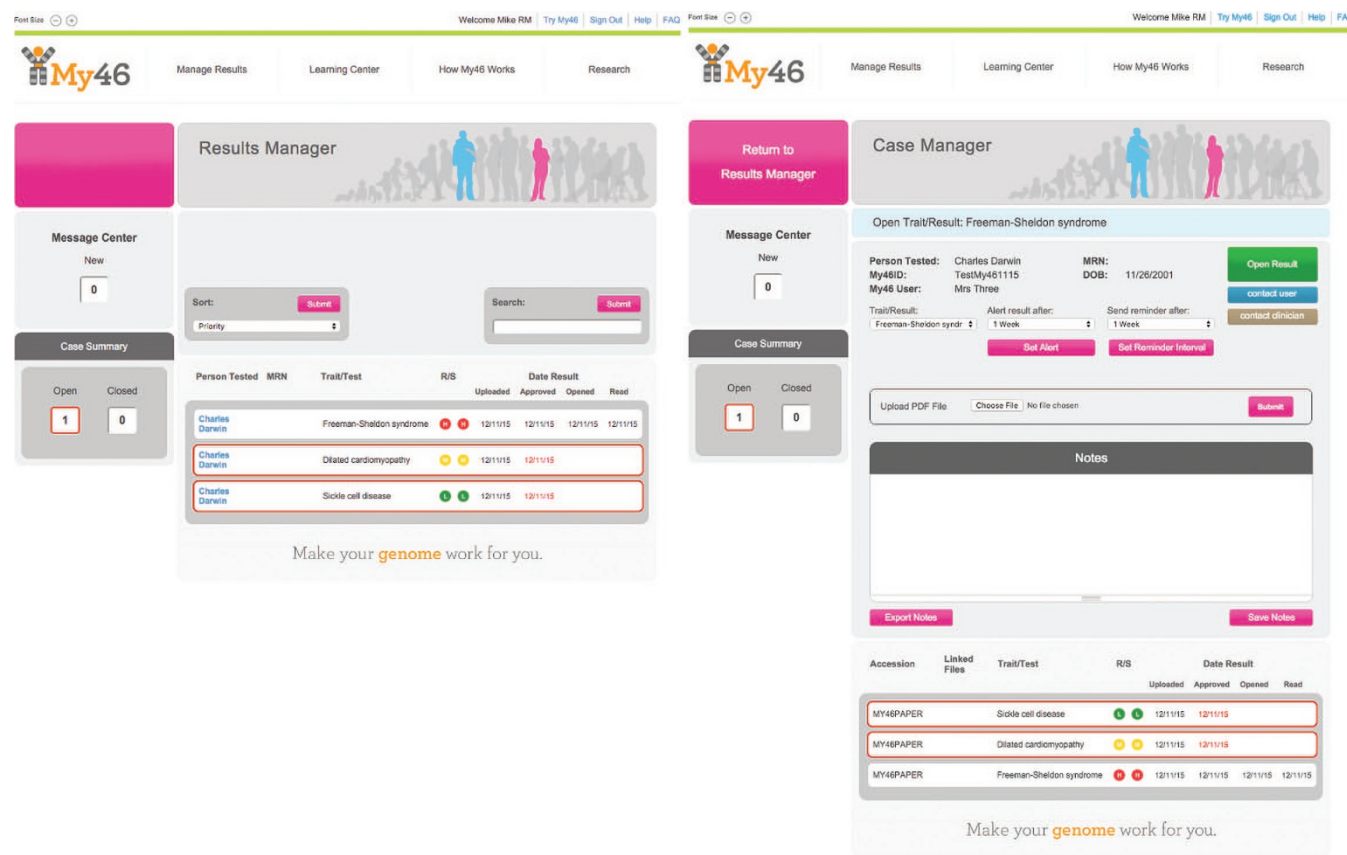 Font Size
Welcome Mike RM Try My46 Sign Out Help FAQ
My46
Manage Results Learning Center How My46 Works Research
Results Manager
Message Center
New
0
Sort: Submit
Priority
Search: Submit
Case Summary
Open Closed
1 0
Person Tested MRN Trait/Test R/S Date Result
Uploaded Approved Opened Read
Charles Darwin Freeman-Sheldon syndrome H H 12/11/15 12/11/15 12/11/15 12/11/15
Charles Darwin Dilated cardiomyopathy M M 12/11/15 12/11/15
Charles Darwin Sickle cell disease L L 12/11/15 12/11/15
Make your genome work for you.
Font Size
Welcome Mike RM Try My46 Sign Out Help FA
My46
Manage Results Learning Center How My46 Works Research
Return to
Results Manager
Case Manager
Message Center
New
0
Case Summary
Open Closed
1 0
Open Trait/Result: Freeman-Sheldon syndrome
Person Tested: Charles Darwin MRN:
My46ID: TestMy461115 DOB: 11/26/2001
My46 User: Mrs Three
Open Result
contact user
contact clinician
Trait/Result: Alert result after: Send reminder after:
Freeman-Sheldon syndr 1 Week 1 Week
Set Alert Set Reminder Interval
Upload PDF File Choose File No file chosen Submit
Notes
Export Notes Save Notes
Accession Linked Files Trait/Test R/S Date Result
Uploaded Approved Opened Read
MY46PAPER Sickle cell disease L L 12/11/15 12/11/15
MY46PAPER Dilated cardiomyopathy M M 12/11/15 12/11/15
MY46PAPER Freeman-Sheldon syndrome H H 12/11/15 12/11/15 12/11/15 12/11/15
Make your genome work for you.